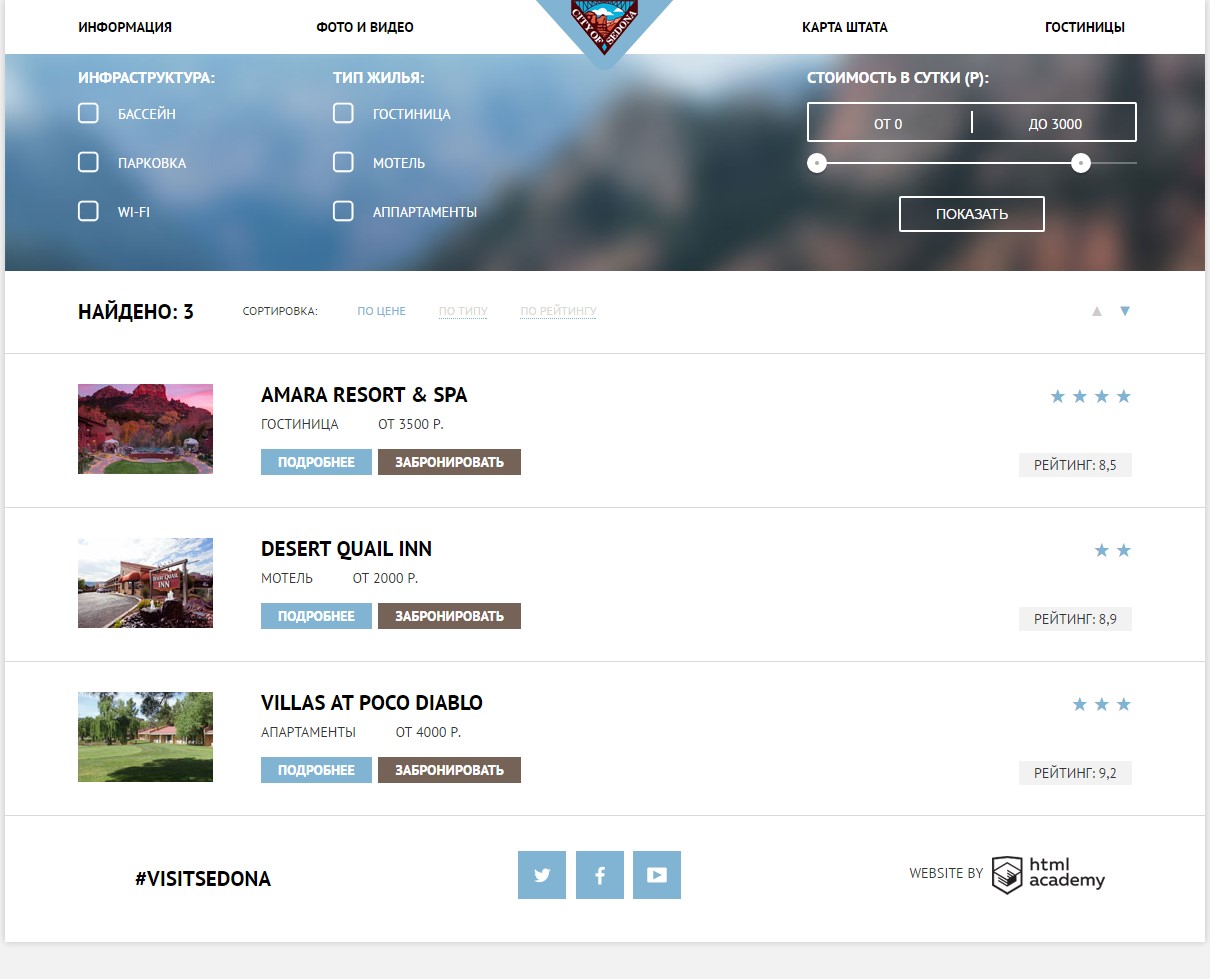 ИНФОРМАЦИЯ ФОТО И ВИДЕО CITY OF SEDONA КАРТА ШТАТА ГОСТИНИЦЫ
ИНФРАСТРУКТУРА: ТИП ЖИЛЬЯ: СТОИМОСТЬ В СУТКИ (Р):
БАССЕЙН ГОСТИНИЦА ОТ 0 ДО 3000
ПАРКОВКА МОТЕЛЬ
WI-FI АППАРТАМЕНТЫ ПОКАЗАТЬ
НАЙДЕНО: 3 СОРТИРОВКА: ПО ЦЕНЕ ПО ТИПУ ПО РЕЙТИНГУ
AMARA RESORT & SPA
ГОСТИНИЦА ОТ 3500 Р.
ПОДРОБНЕЕ ЗАБРОНИРОВАТЬ РЕЙТИНГ: 8,5
DESERT QUAIL INN
МОТЕЛЬ ОТ 2000 Р.
DESERT QUAIL
INN
ПОДРОБНЕЕ ЗАБРОНИРОВАТЬ РЕЙТИНГ: 8,9
VILLAS AT POCO DIABLO
АПАРТАМЕНТЫ ОТ 4000 Р.
ПОДРОБНЕЕ ЗАБРОНИРОВАТЬ РЕЙТИНГ: 9,2
#VISITSEDONA WEBSITE BY html
academy